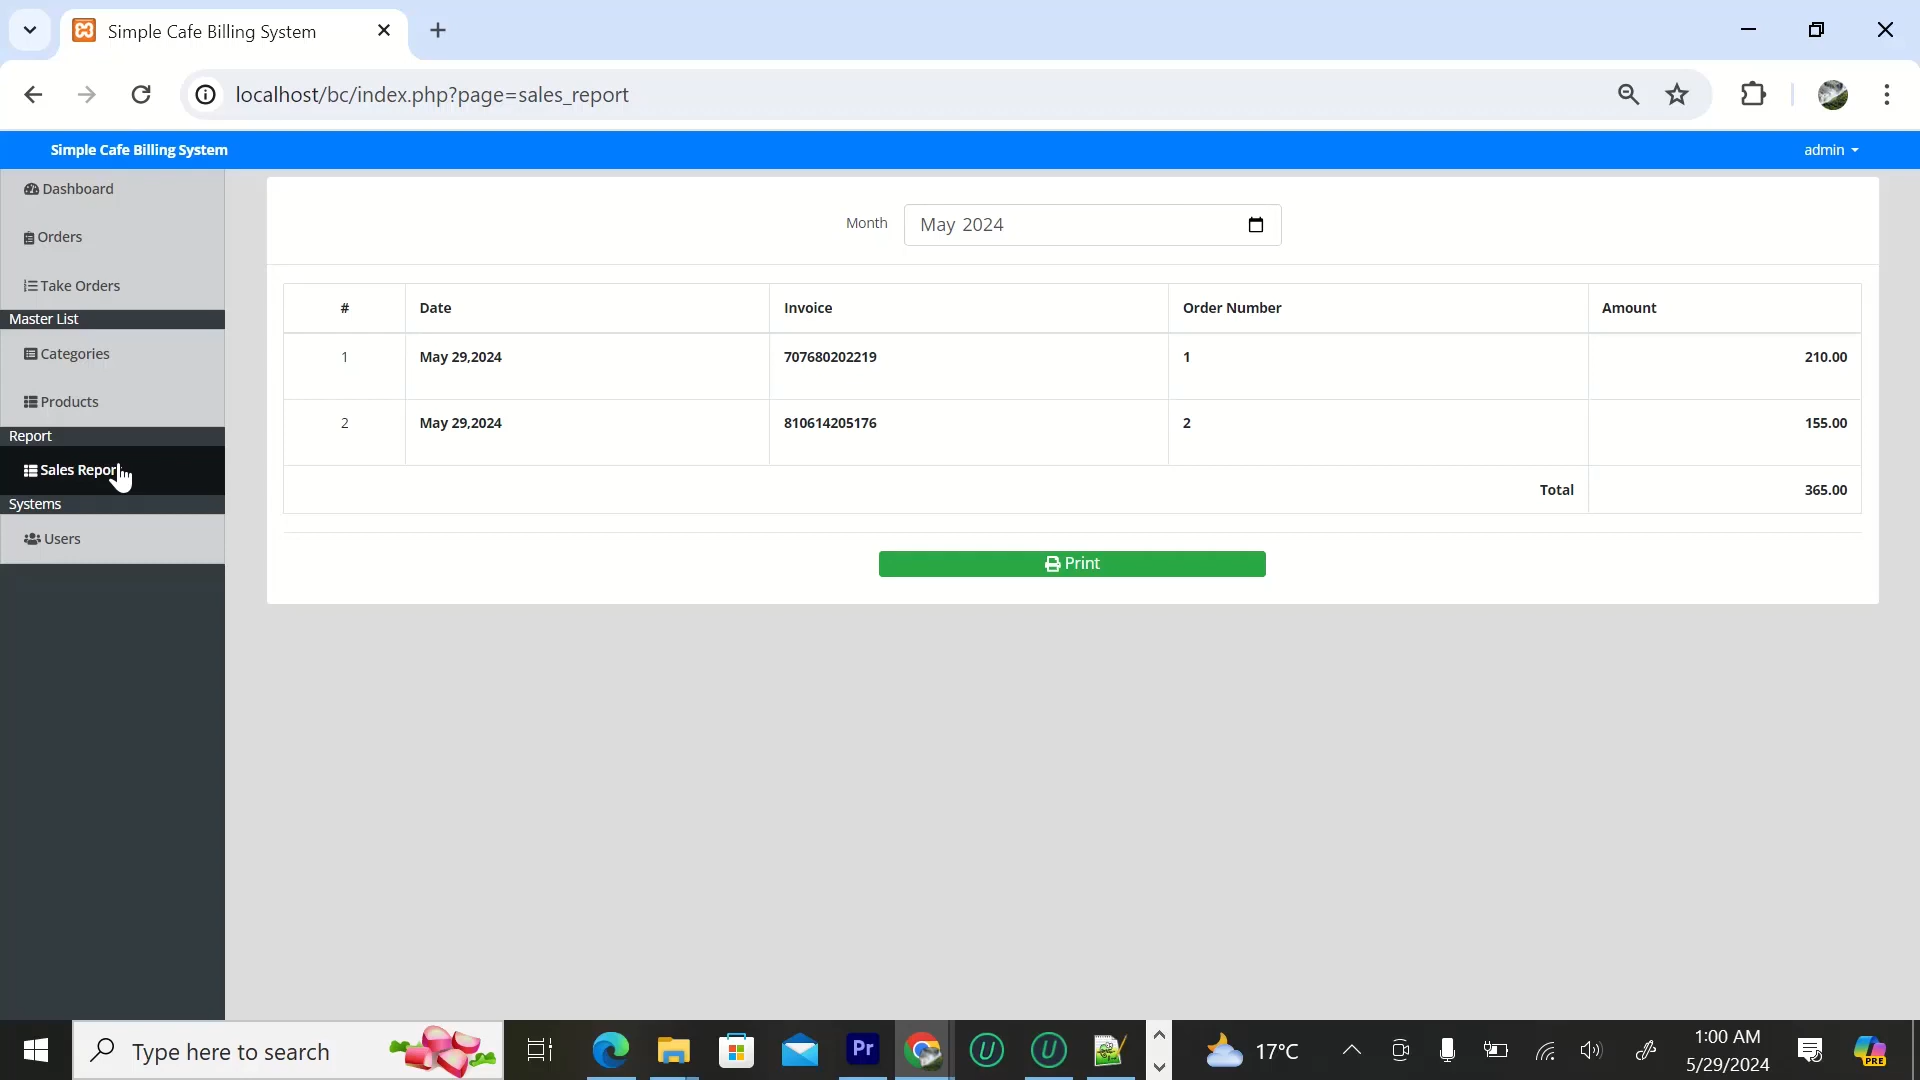 Simple Cafe Billing System
localhost/bc/index.php?page=sales_report
Simple Cafe Billing System
admin
Dashboard
Orders
Take Orders
Master List
Categories
Products
Report
Sales Report
Systems
Users
Month May 2024
# Date Invoice Order Number Amount
1 May 29,2024 707680202219 1 210.00
2 May 29,2024 810614205176 2 155.00
Total 365.00
Print
Type here to search
Pr
U
U
17°C
1:00 AM
5/29/2024
PRE